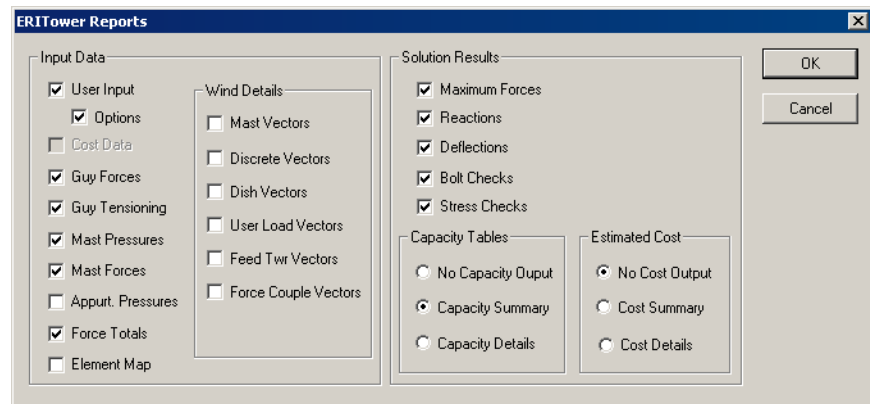 ERITower Reports
Input Data
User Input
Options
Cost Data
Guy Forces
Guy Tensioning
Mast Pressures
Mast Forces
Appurt. Pressures
Force Totals
Element Map
Wind Details
Mast Vectors
Discrete Vectors
Dish Vectors
User Load Vectors
Feed Twr Vectors
Force Couple Vectors
Solution Results
Maximum Forces
Reactions
Deflections
Bolt Checks
Stress Checks
Capacity Tables
No Capacity Ouput
Capacity Summary
Capacity Details
Estimated Cost
No Cost Output
Cost Summary
Cost Details
OK
Cancel